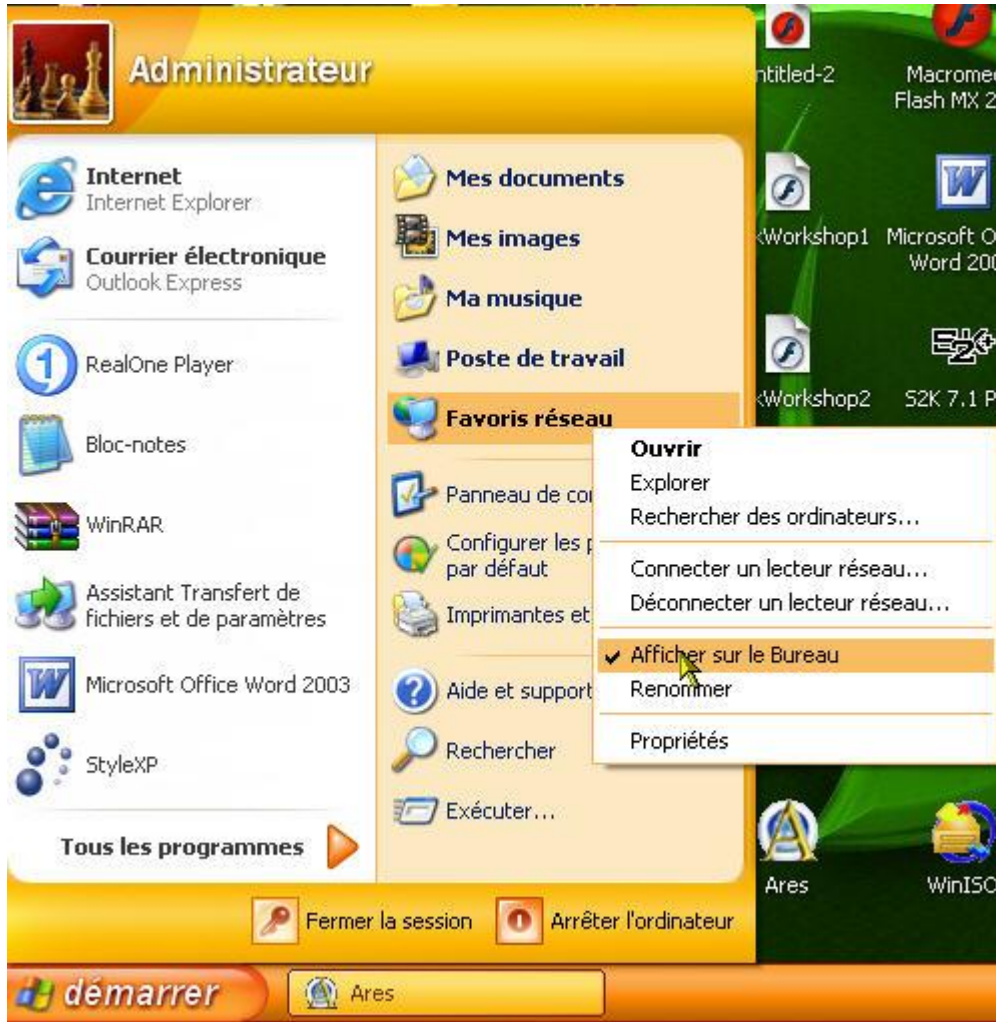 Administrateur
Internet
Internet Explorer
Courrier électronique
Outlook Express
RealOne Player
Bloc-notes
WinRAR
Assistant Transfert de
fichiers et de paramètres
Microsoft Office Word 2003
StyleXP
Tous les programmes
Mes documents
Mes images
Ma musique
Poste de travail
Favoris réseau
Panneau de
Configurer les
par défaut
Imprimantes et
Aide et support
Rechercher
Exécuter...
Ouvrir
Explorer
Rechercher des ordinateurs...
Connecter un lecteur réseau...
Déconnecter un lecteur réseau...
Afficher sur le Bureau
Renommer
Propriétés
Fermer la session
Arrêter l'ordinateur
démarrer
Ares
ntitled-2
Macrome
Flash MX 2
Workshop1
Microsoft O
Word 200
Workshop2
S2K 7.1 P
Ares
WinISO